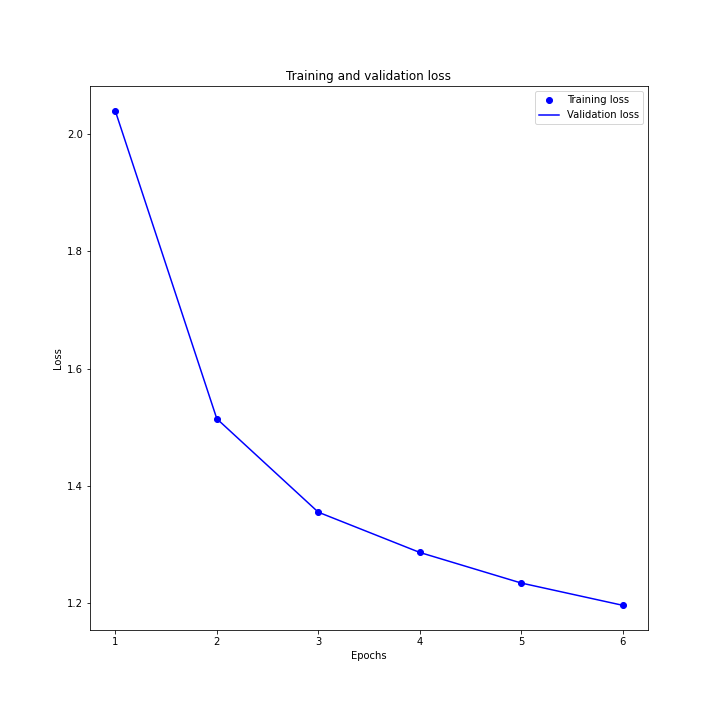 Training and validation loss
Training loss
Validation loss
2.0
1.8
1.6
1.4
1.2
Loss
1 2 3 4 5 6
Epochs